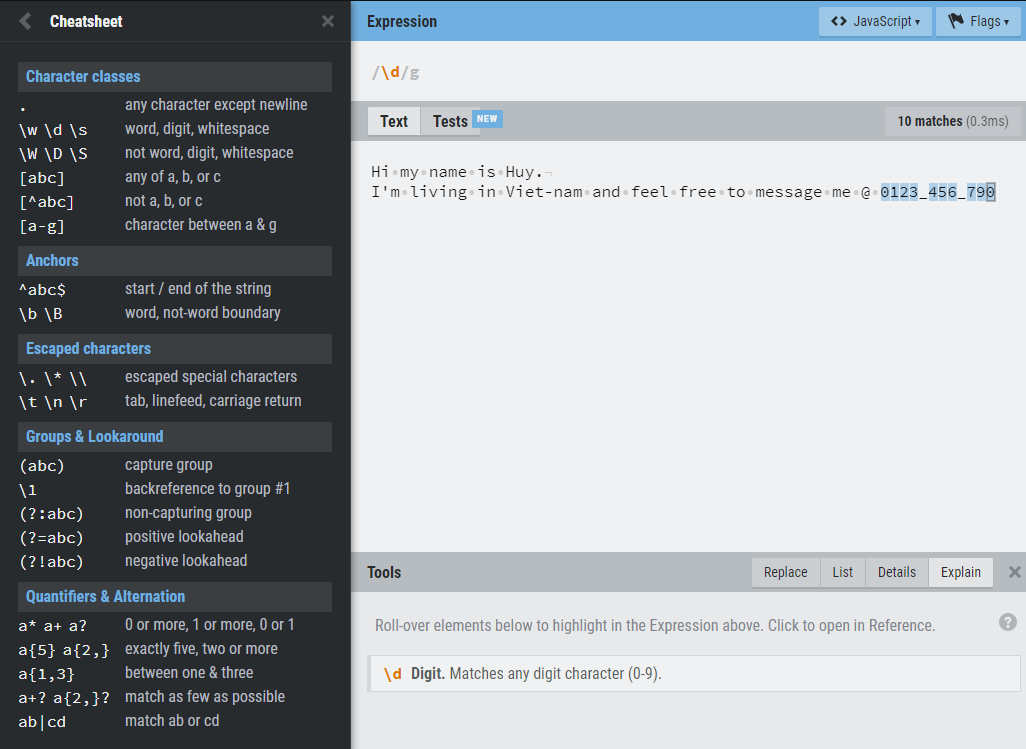 Cheatsheet
Character classes
. any character except newline
\w \d \s word, digit, whitespace
\W \D \S not word, digit, whitespace
[abc] any of a, b, or c
[^abc] not a, b, or c
[a-g] character between a & g
Anchors
^abc$ start / end of the string
\b \B word, not-word boundary
Escaped characters
\. \* \\ escaped special characters
\t \n \r tab, linefeed, carriage return
Groups & Lookaround
(abc) capture group
\1 backreference to group #1
(?:abc) non-capturing group
(?=abc) positive lookahead
(?!abc) negative lookahead
Quantifiers & Alternation
a* a+ a? 0 or more, 1 or more, 0 or 1
a{5} a{2,} exactly five, two or more
a{1,3} between one & three
a+? a{2,}? match as few as possible
ab|cd match ab or cd
Expression <> JavaScript ▾ Flags ▾
/\d/g
Text Tests NEW 10 matches (0.3ms)
Hi·my·name·is·Huy.¬
I'm·living·in·Viet-nam·and·feel·free·to·message·me·@·0123_456_790
Tools Replace List Details Explain
Roll-over elements below to highlight in the Expression above. Click to open in Reference. ?
\d Digit. Matches any digit character (0-9).